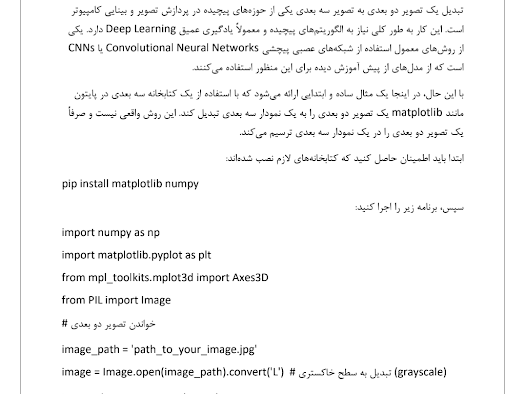 تبدیل یک تصویر دو بعدی به تصویر سه بعدی یکی از حوزه‌های پیچیده در پردازش تصویر و بینایی کامپیوتر
است. این کار به طور کلی نیاز به الگوریتم‌های پیچیده و معمولاً یادگیری عمیق Deep Learning دارد. یکی
از روش‌های معمول استفاده از شبکه‌های عصبی پیچشی Convolutional Neural Networks یا CNNs
است که از مدل‌های از پیش آموزش دیده برای این منظور استفاده می‌کنند.
با این حال، در اینجا یک مثال ساده و ابتدایی ارائه می‌شود که با استفاده از یک کتابخانه سه بعدی در پایتون
مانند matplotlib یک تصویر دو بعدی را به یک نمودار سه بعدی تبدیل کند. این روش واقعی نیست و صرفاً
یک تصویر دو بعدی را در یک نمودار سه بعدی ترسیم می‌کند.
ابتدا باید اطمینان حاصل کنید که کتابخانه‌های لازم نصب شده‌اند:
pip install matplotlib numpy
سپس، برنامه زیر را اجرا کنید:
import numpy as np
import matplotlib.pyplot as plt
from mpl_toolkits.mplot3d import Axes3D
from PIL import Image
# خواندن تصویر دو بعدی
image_path = 'path_to_your_image.jpg'
image = Image.open(image_path).convert('L') # تبدیل به سطح خاکستری (grayscale)